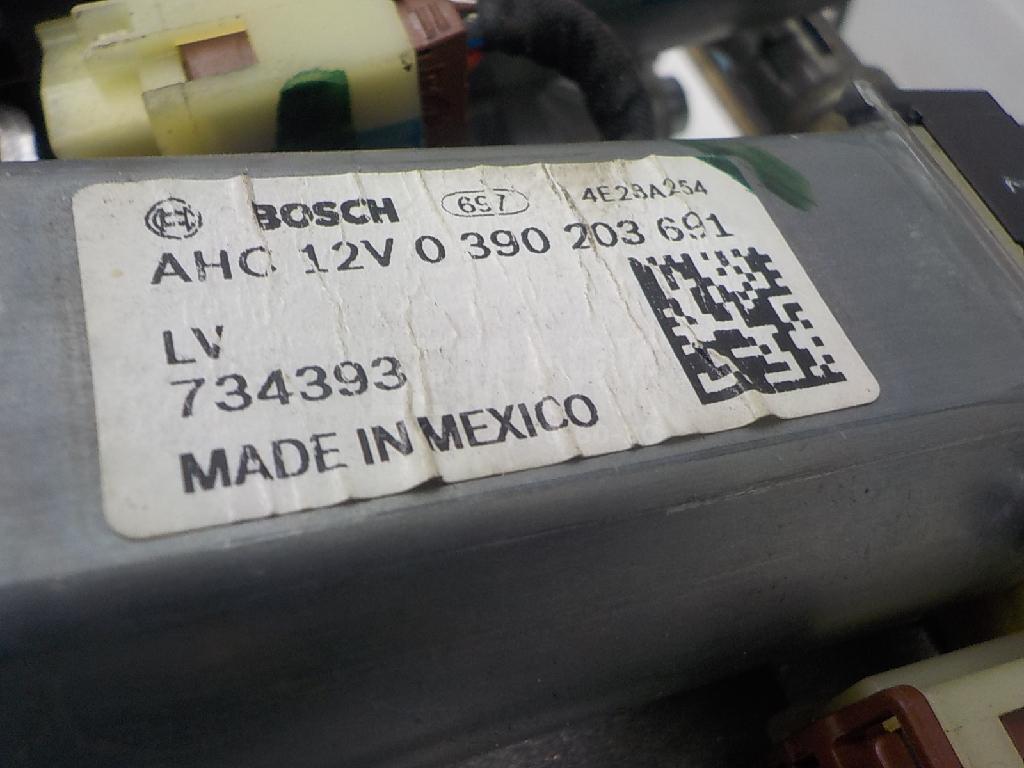 BOSCH 697 4E28A254
AHC 12V 0 390 203 691
LV
734393
MADE IN MEXICO